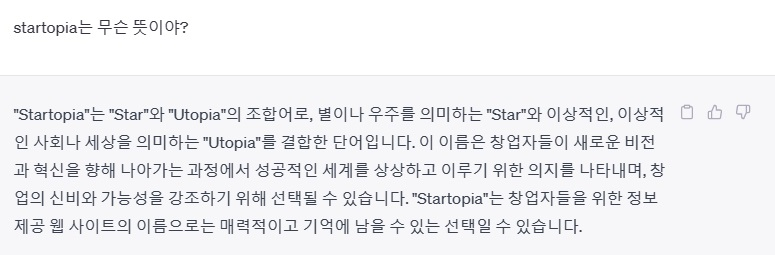 startopia는 무슨 뜻이야?
"Startopia"는 "Star"와 "Utopia"의 조합어로, 별이나 우주를 의미하는 "Star"와 이상적인, 이상적
인 사회나 세상을 의미하는 "Utopia"를 결합한 단어입니다. 이 이름은 창업자들이 새로운 비전
과 혁신을 향해 나아가는 과정에서 성공적인 세계를 상상하고 이루기 위한 의지를 나타내며, 창
업의 신비와 가능성을 강조하기 위해 선택될 수 있습니다. "Startopia"는 창업자들을 위한 정보
제공 웹 사이트의 이름으로는 매력적이고 기억에 남을 수 있는 선택일 수 있습니다.